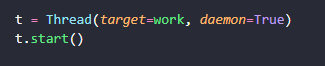 t = Thread(target=work, daemon=True)
t.start()